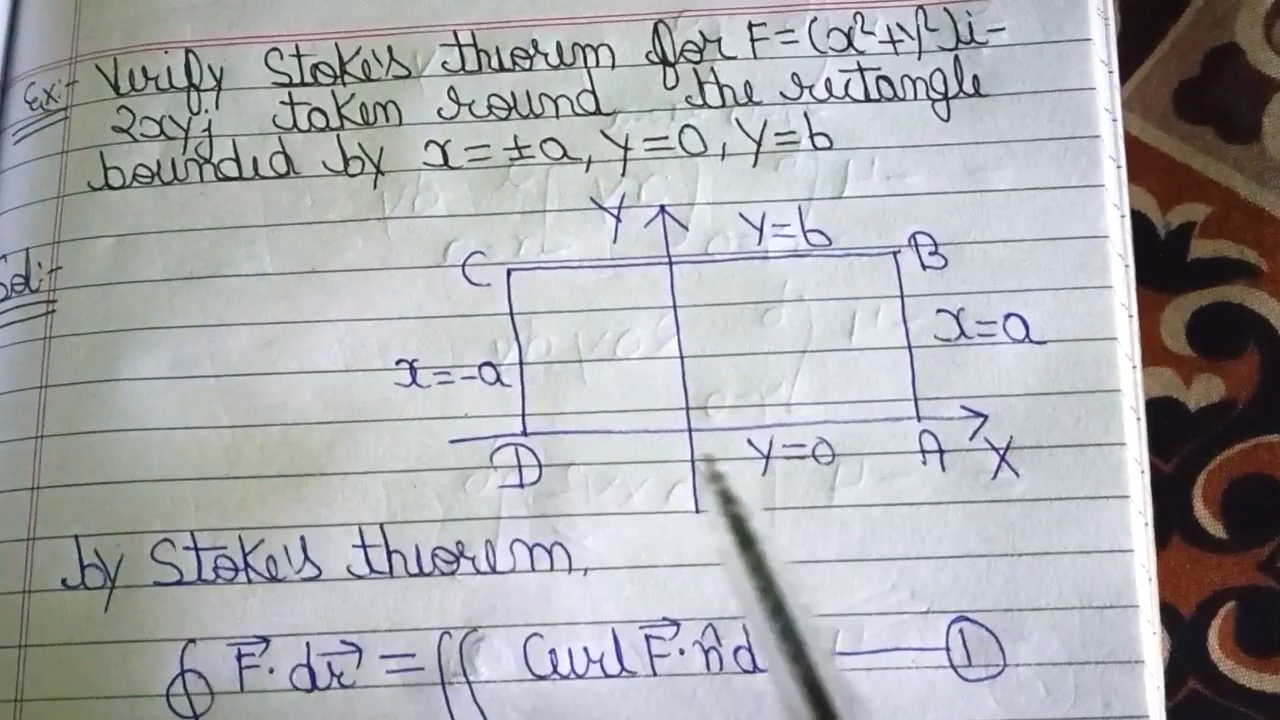 Ex:- Verify Stoke's theorem for F=(x²+y²)i-
2xyj taken round the rectangle
bounded by x=±a, y=0, y=b
Sol:-
Y
y=b
C
B
x=-a
x=a
D
y=0
A
X
by Stoke's theorem,
∮ F⃗·dr⃗ = ∬ Curl F⃗·n̂d —— ①